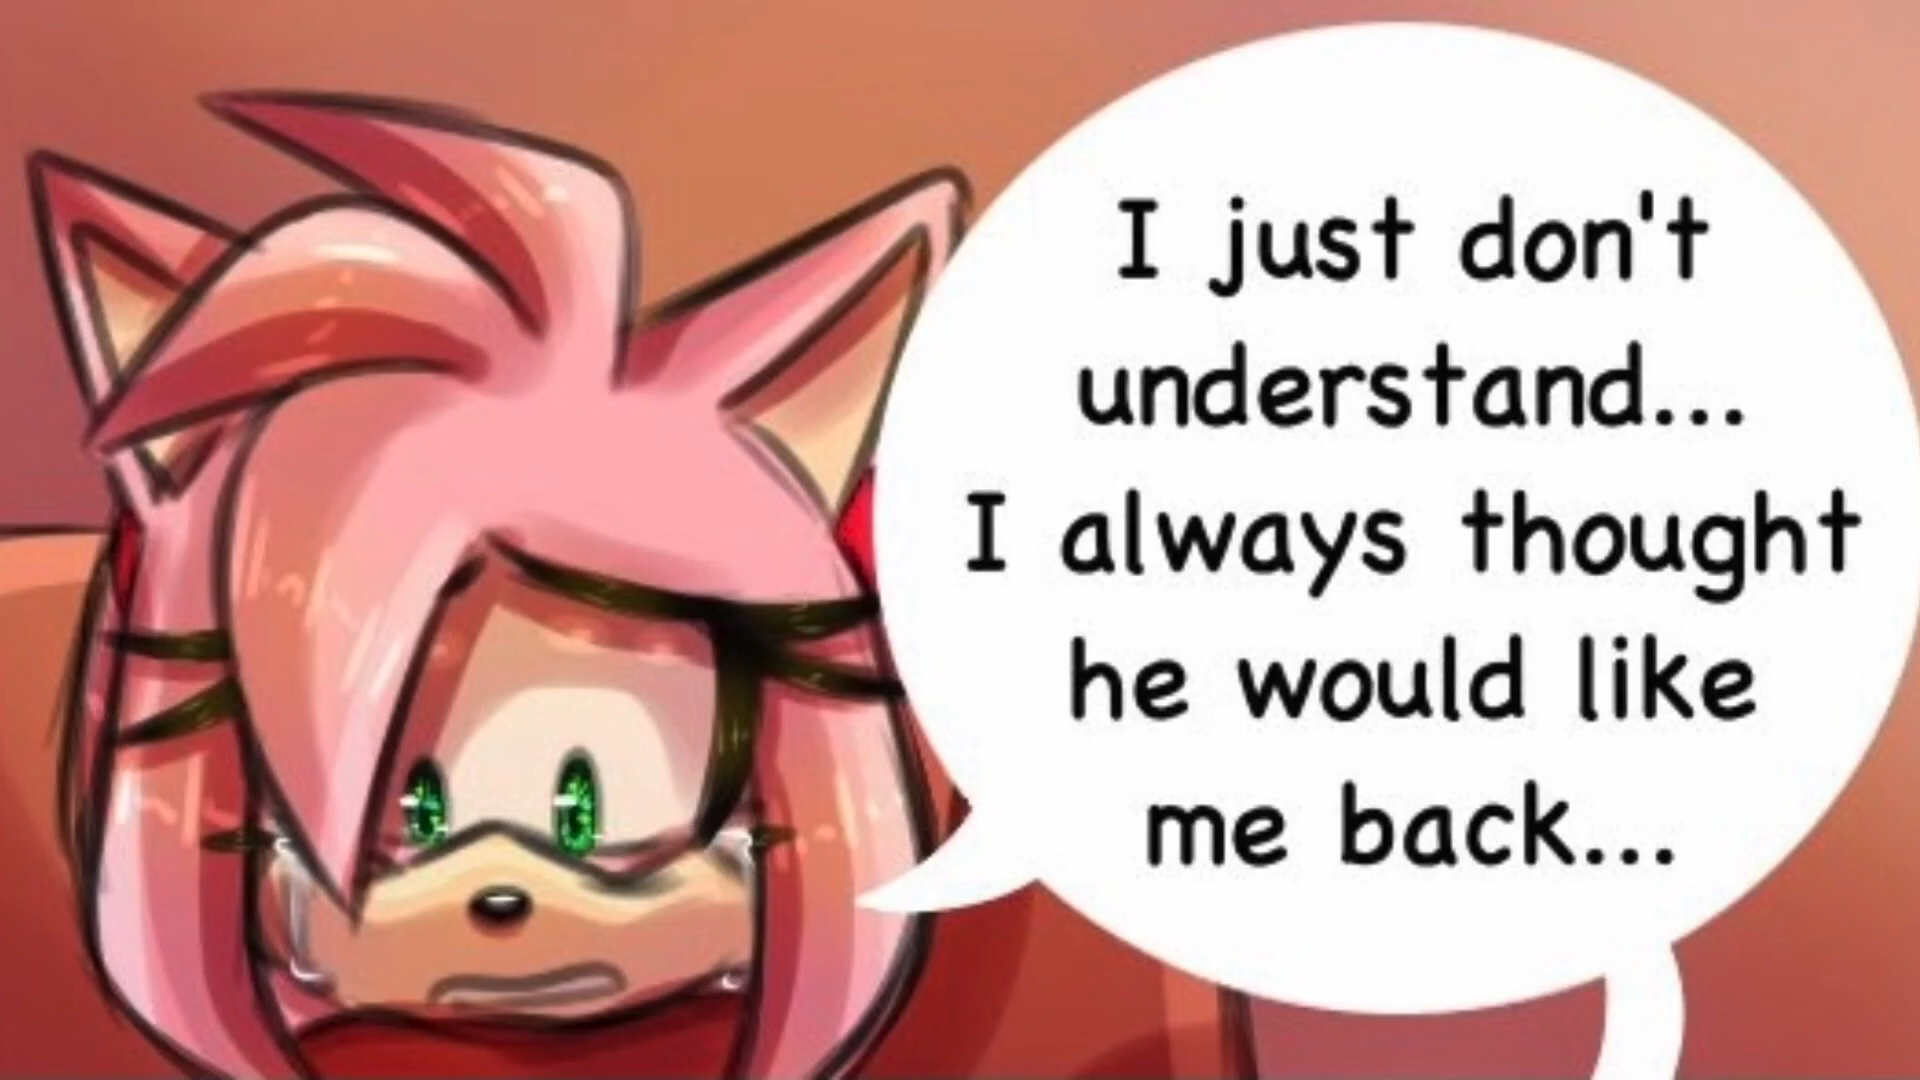 I just don't
understand...
I always thought
he would like
me back...